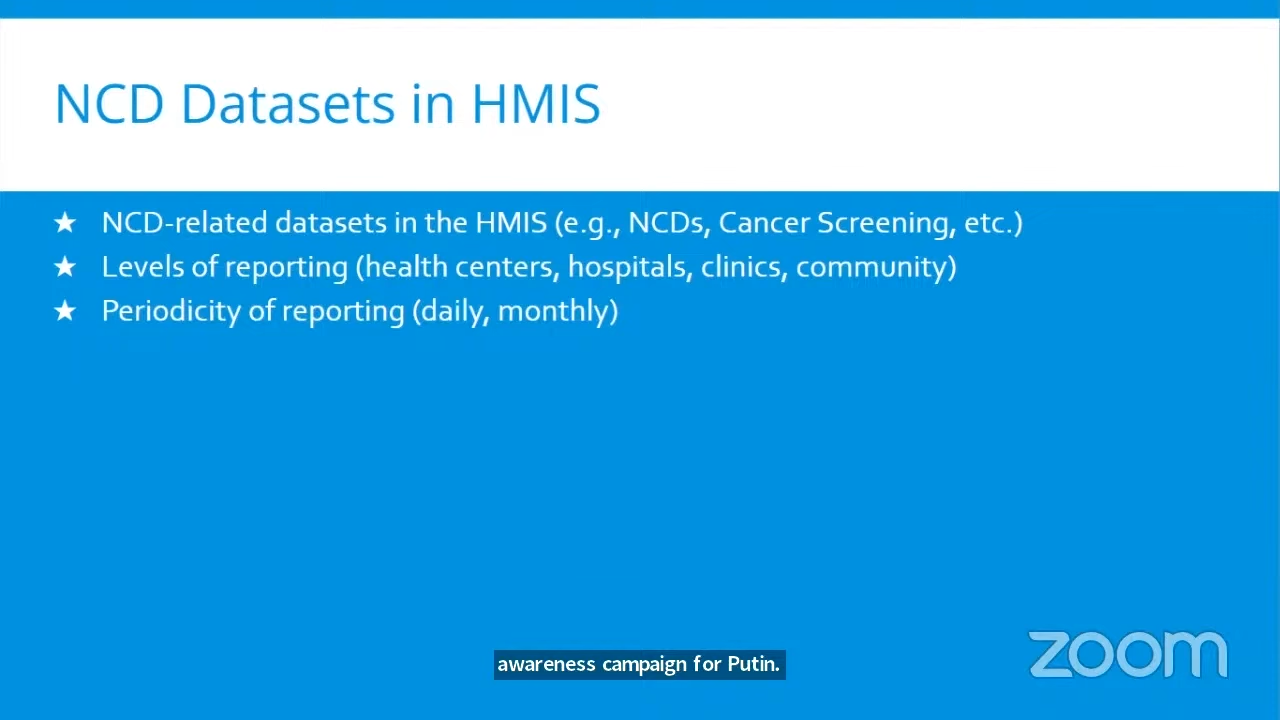 NCD Datasets in HMIS
★ NCD-related datasets in the HMIS (e.g., NCDs, Cancer Screening, etc.)
★ Levels of reporting (health centers, hospitals, clinics, community)
★ Periodicity of reporting (daily, monthly)
awareness campaign for Putin.
zoom